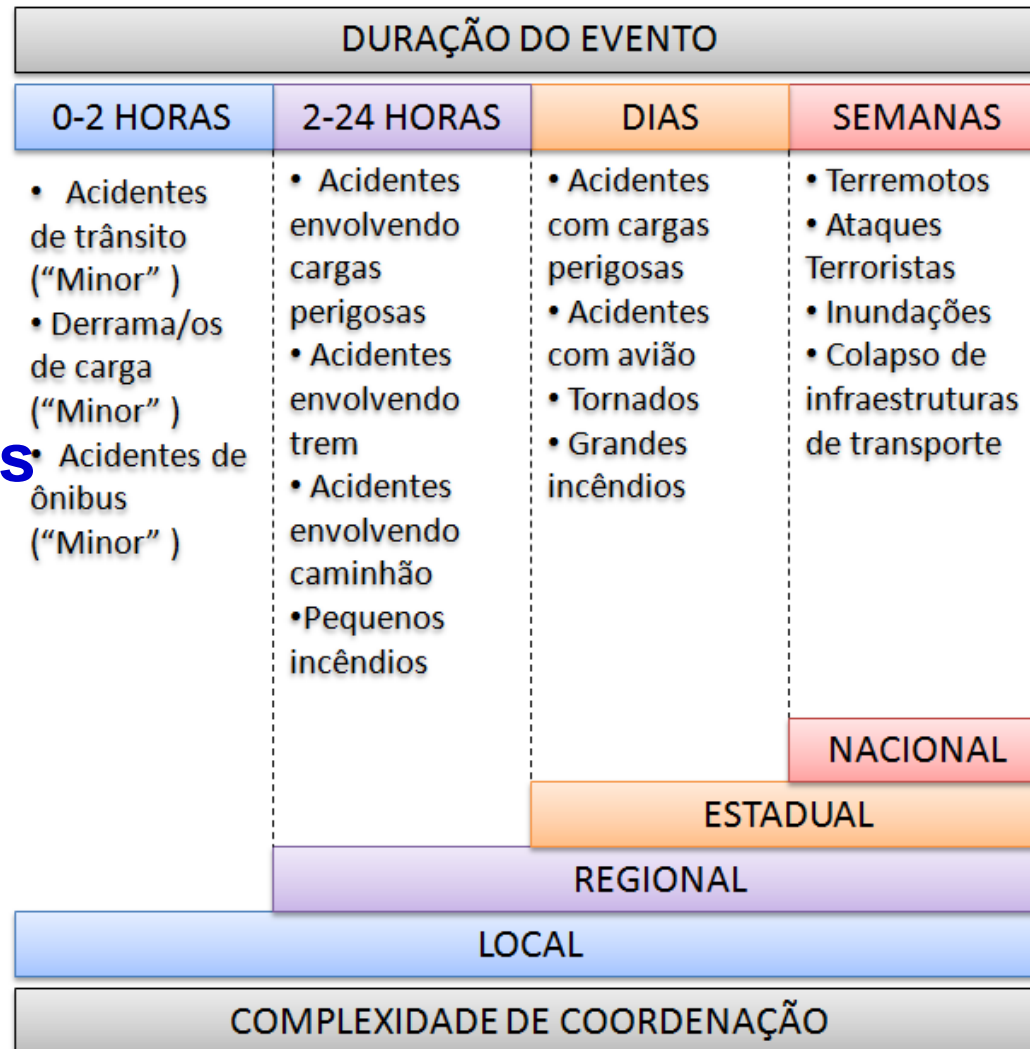 DURAÇÃO DO EVENTO
0-2 HORAS
2-24 HORAS
DIAS
SEMANAS
• Acidentes
de trânsito
(“Minor” )
• Derrama/os
de carga
(“Minor” )
s
• Acidentes de
ônibus
(“Minor” )
• Acidentes
envolvendo
cargas
perigosas
• Acidentes
envolvendo
trem
• Acidentes
envolvendo
caminhão
•Pequenos
incêndios
• Acidentes
com cargas
perigosas
• Acidentes
com avião
• Tornados
• Grandes
incêndios
• Terremotos
• Ataques
Terroristas
• Inundações
• Colapso de
infraestruturas
de transporte
NACIONAL
ESTADUAL
REGIONAL
LOCAL
COMPLEXIDADE DE COORDENAÇÃO